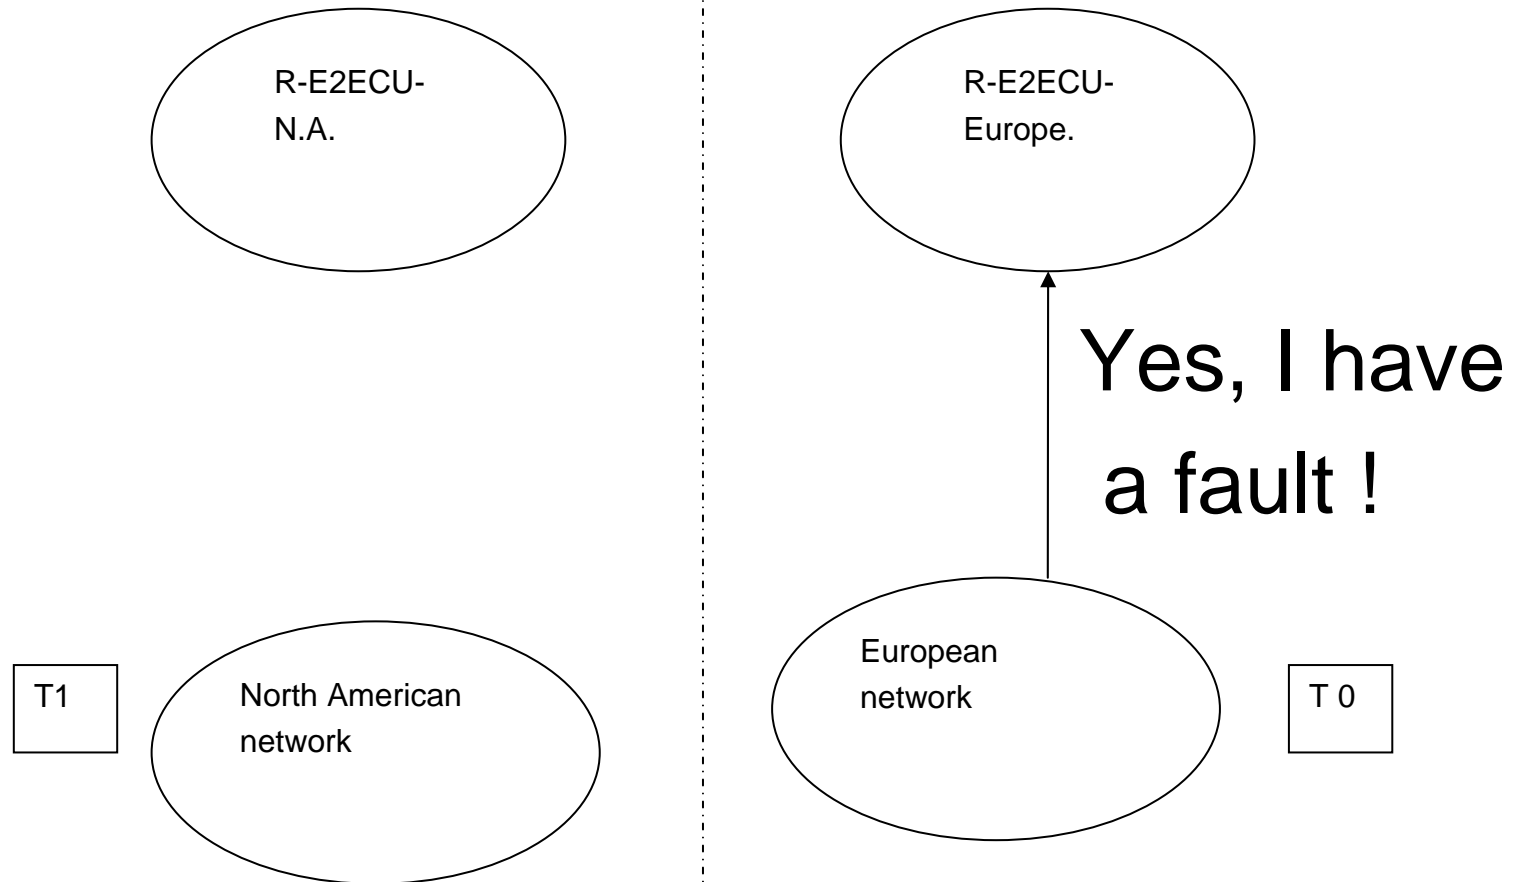 R-E2ECU-
N.A.
R-E2ECU-
Europe.
Yes, I have
a fault !
European
network
T1
North American
network
T 0